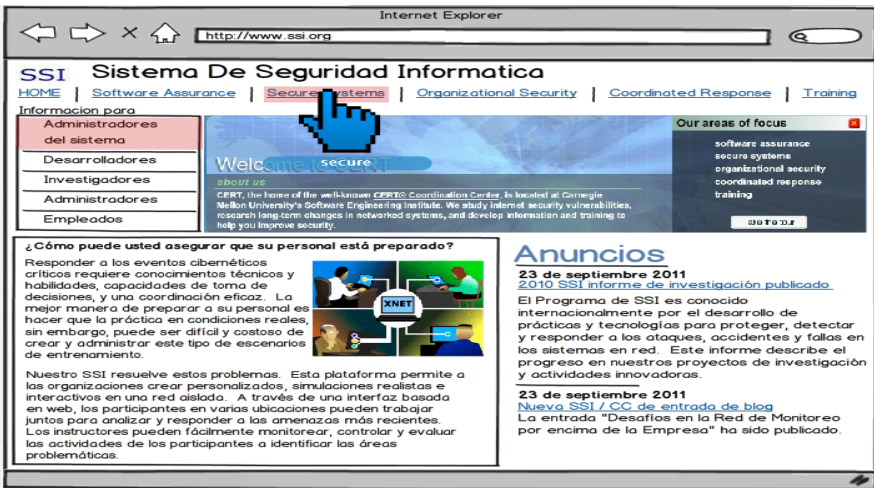 Internet Explorer
http://www.ssi.org
SSI Sistema De Seguridad Informatica
HOME | Software Assurance | Secure Systems | Organizational Security | Coordinated Response | Training
Informacion para
Administradores
del sistema
Desarrolladores
Investigadores
Administradores
Empleados
Welcome to CERT
secure
about us
CERT, the home of the well-known CERT® Coordination Center, is located at Carnegie
Mellon University's Software Engineering Institute. We study internet security vulnerabilities,
research long-term changes in networked systems, and develop information and training to
help you improve security.
Our areas of focus
software assurance
secure systems
organizational security
coordinated response
training
¿Cómo puede usted asegurar que su personal está preparado?
Responder a los eventos cibernéticos
críticos requiere conocimientos técnicos y
habilidades, capacidades de toma de
decisiones, y una coordinación eficaz. La
mejor manera de preparar a su personal es
hacer que la práctica en condiciones reales,
sin embargo, puede ser difícil y costoso de
crear y administrar este tipo de escenarios
de entrenamiento.
XNET
Nuestro SSI resuelve estos problemas. Esta plataforma permite a
las organizaciones crear personalizados, simulaciones realistas e
interactivos en una red aislada. A través de una interfaz basada
en web, los participantes en varias ubicaciones pueden trabajar
juntos para analizar y responder a las amenazas más recientes.
Los instructores pueden fácilmente monitorear, controlar y evaluar
las actividades de los participantes a identificar las áreas
problemáticas.
Anuncios
23 de septiembre 2011
2010 SSI informe de investigación publicado
El Programa de SSI es conocido
internacionalmente por el desarrollo de
prácticas y tecnologías para proteger, detectar
y responder a los ataques, accidentes y fallas en
los sistemas en red. Este informe describe el
progreso en nuestros proyectos de investigación
y actividades innovadoras.
23 de septiembre 2011
Nueva SSI / CC de entrada de blog
La entrada "Desafíos en la Red de Monitoreo
por encima de la Empresa" ha sido publicado.